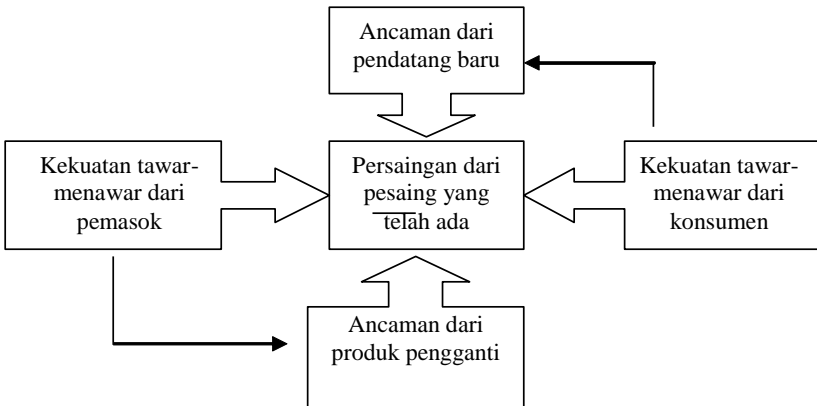 Ancaman dari
pendatang baru
Kekuatan tawar-
menawar dari
pemasok
Persaingan dari
pesaing yang
telah ada
Kekuatan tawar-
menawar dari
konsumen
Ancaman dari
produk pengganti